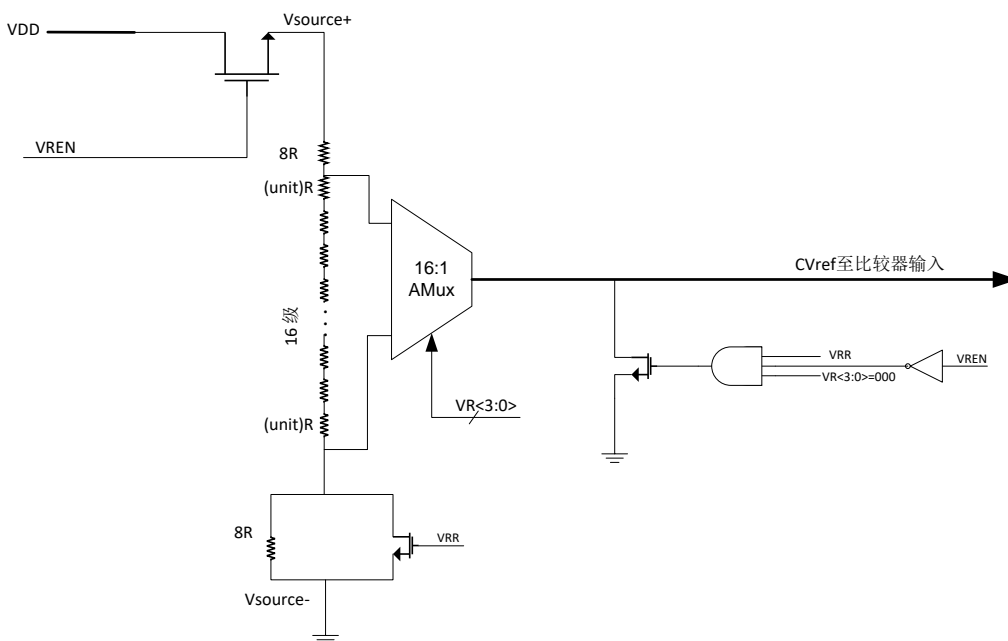 Vsource+
VDD
VREN
8R
(unit)R
16 级
16:1
AMux
CVref至比较器输入
VRR
VREN
VR<3:0>=000
VR<3:0>
(unit)R
8R
VRR
Vsource-